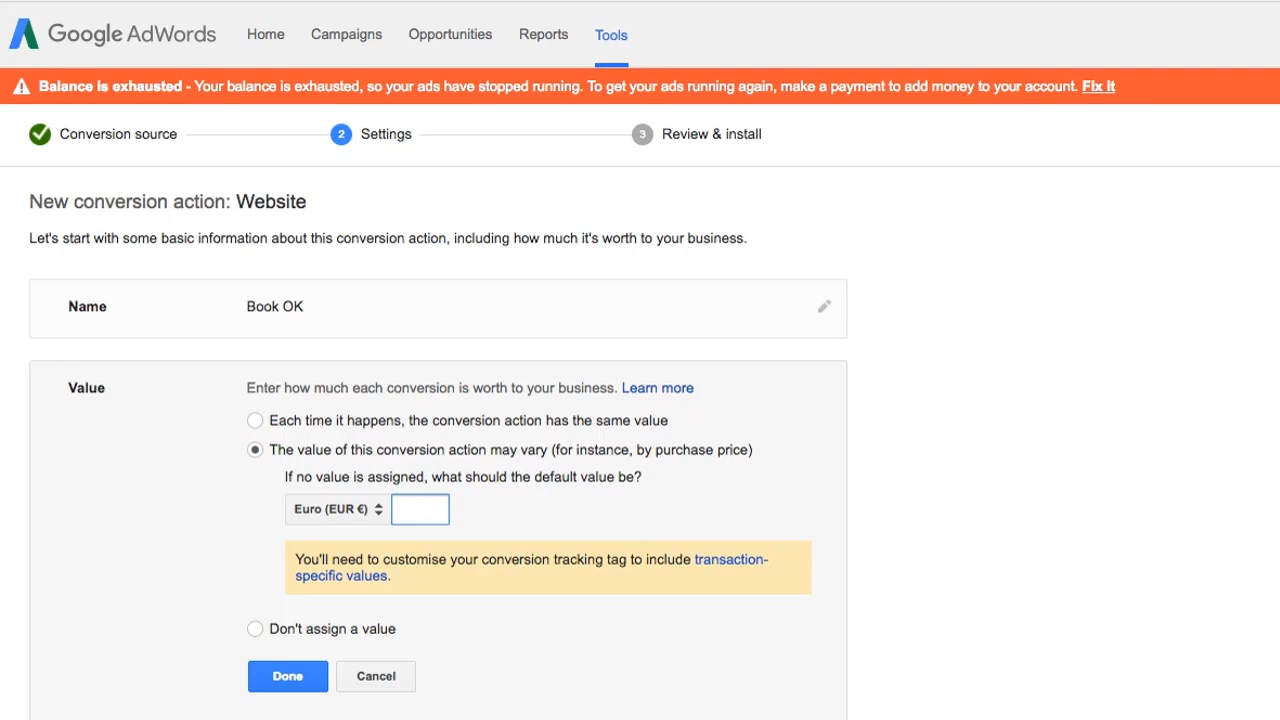 Google AdWords Home Campaigns Opportunities Reports Tools
Balance is exhausted - Your balance is exhausted, so your ads have stopped running. To get your ads running again, make a payment to add money to your account. Fix It
Conversion source 2 Settings 3 Review & install
New conversion action: Website
Let's start with some basic information about this conversion action, including how much it's worth to your business.
Name Book OK
Value Enter how much each conversion is worth to your business. Learn more
Each time it happens, the conversion action has the same value
The value of this conversion action may vary (for instance, by purchase price)
If no value is assigned, what should the default value be?
Euro (EUR €)
You'll need to customise your conversion tracking tag to include transaction-
specific values.
Don't assign a value
Done Cancel